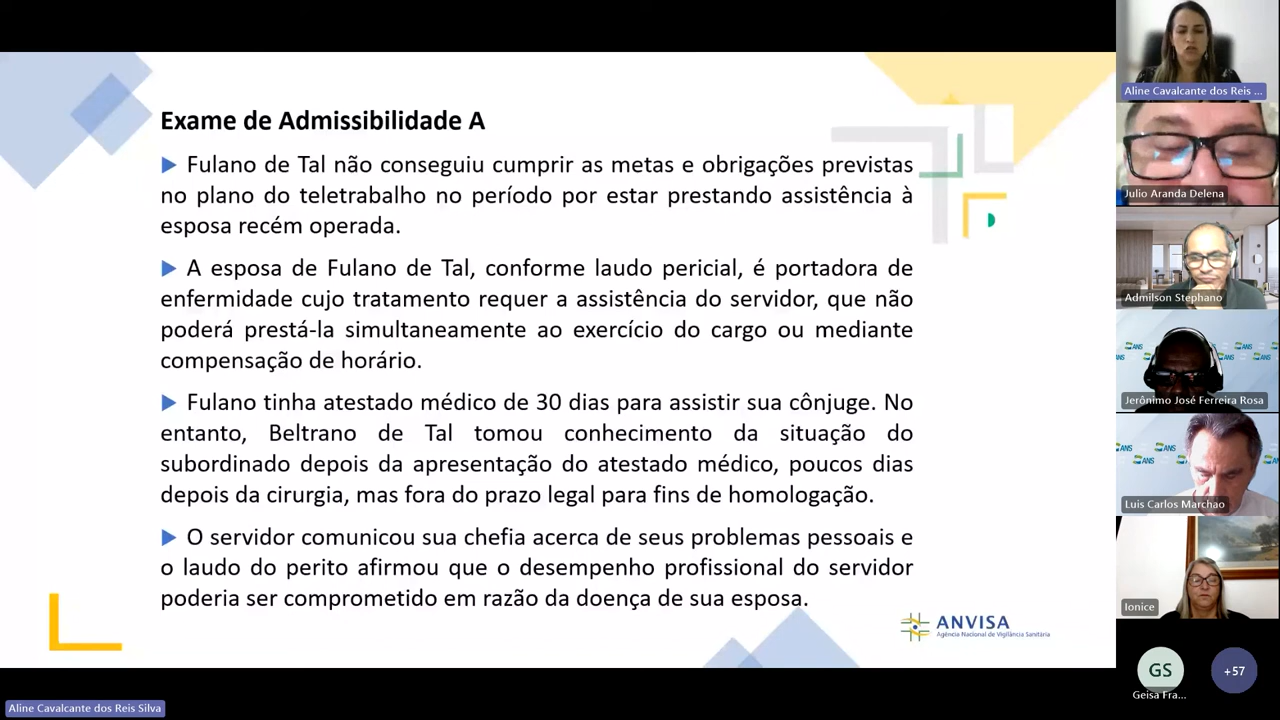 Exame de Admissibilidade A
Fulano de Tal não conseguiu cumprir as metas e obrigações previstas
no plano do teletrabalho no período por estar prestando assistência à
esposa recém operada.
A esposa de Fulano de Tal, conforme laudo pericial, é portadora de
enfermidade cujo tratamento requer a assistência do servidor, que não
poderá prestá-la simultaneamente ao exercício do cargo ou mediante
compensação de horário.
Fulano tinha atestado médico de 30 dias para assistir sua cônjuge. No
entanto, Beltrano de Tal tomou conhecimento da situação do
subordinado depois da apresentação do atestado médico, poucos dias
depois da cirurgia, mas fora do prazo legal para fins de homologação.
O servidor comunicou sua chefia acerca de seus problemas pessoais e
o laudo do perito afirmou que o desempenho profissional do servidor
poderia ser comprometido em razão da doença de sua esposa.
ANVISA
Agência Nacional de Vigilância Sanitária
Aline Cavalcante dos Reis Silva
Aline Cavalcante dos Reis ...
Julio Aranda Delena
Admilson Stephano
ANS
ANS
Jerônimo José Ferreira Rosa
ANS
ANS
Luis Carlos Marchao
Ionice
GS
Geisa Fra...
+57